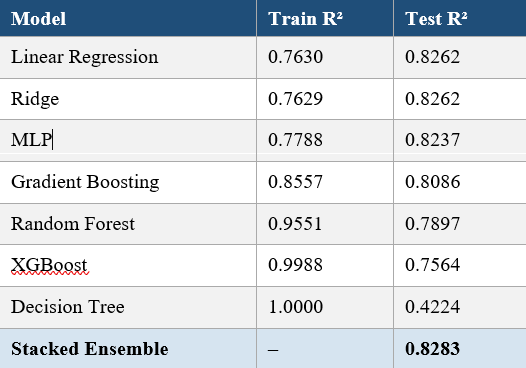 Model Train R² Test R²
Linear Regression 0.7630 0.8262
Ridge 0.7629 0.8262
MLP 0.7788 0.8237
Gradient Boosting 0.8557 0.8086
Random Forest 0.9551 0.7897
XGBoost 0.9988 0.7564
Decision Tree 1.0000 0.4224
Stacked Ensemble – 0.8283